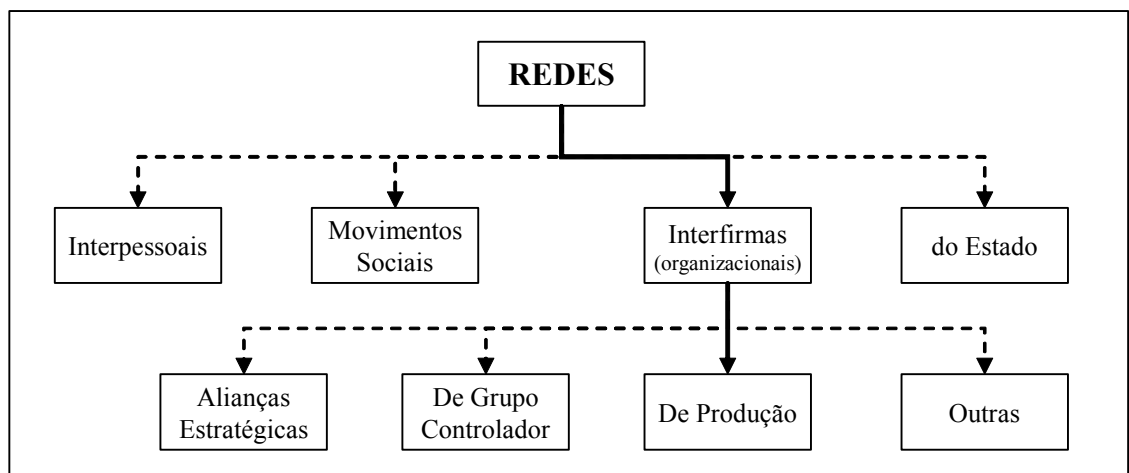 REDES
Interpessoais
Movimentos
Sociais
Interfirmas
(organizacionais)
do Estado
Alianças
Estratégicas
De Grupo
Controlador
De Produção
Outras